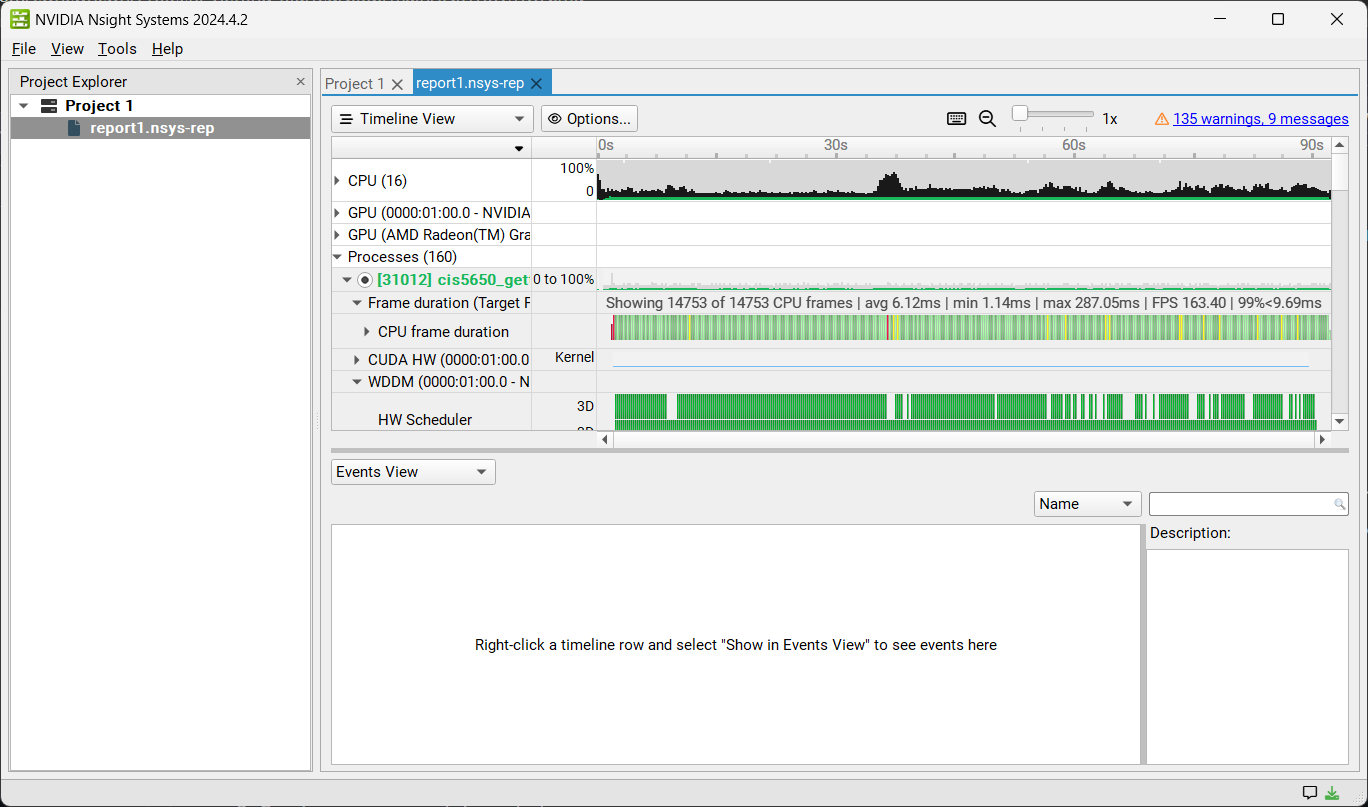 NVIDIA Nsight Systems 2024.4.2
File View Tools Help
Project Explorer
Project 1
report1.nsys-rep
Project 1
report1.nsys-rep
Timeline View
Options...
1x
135 warnings, 9 messages
0s 30s 60s 90s
CPU (16)
100%
0
GPU (0000:01:00.0 - NVIDIA
GPU (AMD Radeon(TM) Gra
Processes (160)
[31012] cis5650_get
0 to 100%
Frame duration (Target F
Showing 14753 of 14753 CPU frames | avg 6.12ms | min 1.14ms | max 287.05ms | FPS 163.40 | 99%<9.69ms
CPU frame duration
CUDA HW (0000:01:00.0
Kernel
WDDM (0000:01:00.0 - N
HW Scheduler
3D
Events View
Name
Description:
Right-click a timeline row and select "Show in Events View" to see events here